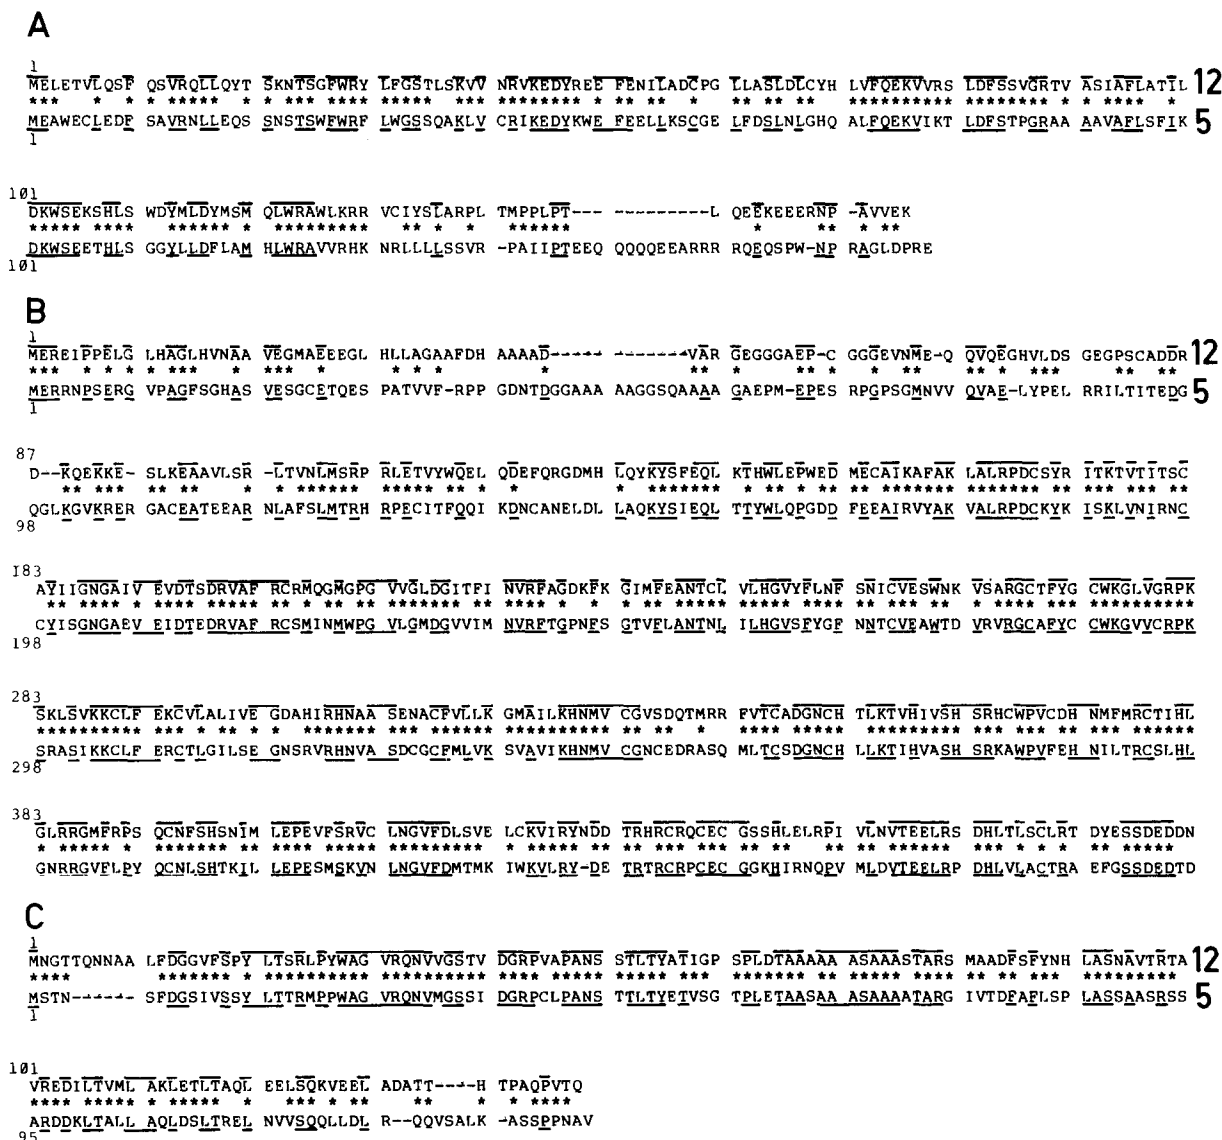 A
1
MELETVLQSF QSVRQLLQYT SKNTSGFWRY LFGSTLSKVV NRVKEDYREE FENILADCPG LLASLDLCYH LVFQEKVVRS LDFSSVGRTV ASIAFLATIL 12
MEAWECLEDF SAVRNLLEQS SNSTSWFWRF LWGSSQAKLV CRIKEDYKWE FEELLKSCGE LFDSLNLGHQ ALFQEKVIKT LDFSTPGRAA AAVAFLSFIK 5
1
101
DKWSEKSHLS WDYMLDYMSM QLWRAWLKRR VCIYSLARPL TMPPLPT--- ---------L QEEKEEERNP -AVVEK
DKWSEETHLS GGYLLDFLAM HLWRAVVRHK NRLLLLSSVR -PAIIPTEEQ QQQQEEARRR RQEQSPW-NP RAGLDPRE
101
B
1
MEREIPPELG LHAGLHVNAA VEGMAEEEGL HLLAGAAFDH AAAAD----- -------VAR GEGGGAEP-C GGGEVNME-Q QVQEGHVLDS GEGPSCADDR 12
MERRNPSERG VPAGFSGHAS VESGCETQES PATVVF-RPP GDNTDGGAAA AAGGSQAAAA GAEPM-EPES RPGPSGMNVV QVAE-LYPEL RRILTITEDG 5
1
87
D--KQEKKE- SLKEAAVLSR -LTVNLMSRP RLETVYWQEL QDEFQRGDMH LQYKYSFEQL KTHWLEPWED MECAIKAFAK LALRPDCSYR ITKTVTITSC
QGLKGVKRER GACEATEEAR NLAFSLMTRH RPECITFQQI KDNCANELDL LAQKYSIEQL TTYWLQPGDD FEEAIRVYAK VALRPDCKYK ISKLVNIRNC
98
183
AYIIGNGAIV EVDTSDRVAF RCRMQGMGPG VVGLDGITFI NVRFAGDKFK GIMFEANTCL VLHGVYFLNF SNICVESWNK VSARGCTFYG CWKGLVGRPK
CYISGNGAEV EIDTEDRVAF RCSMINMWPG VLGMDGVVIM NVRFTGPNFS GTVFLANTNL ILHGVSFYGF NNTCVEAWTD VRVRGCAFYC CWKGVVCRPK
198
283
SKLSVKKCLF EKCVLALIVE GDAHIRHNAA SENACFVLLK GMAILKHNMV CGVSDQTMRR FVTCADGNCH TLKTVHIVSH SRHCWPVCDH NMFMRCTIHL
SRASIKKCLF ERCTLGILSE GNSRVRHNVA SDCGCFMLVK SVAVIKHNMV CGNCEDRASQ MLTCSDGNCH LLKTIHVASH SRKAWPVFEH NILTRCSLHL
298
383
GLRRGMFRPS QCNFSHSNIM LEPEVFSRVC LNGVFDLSVE LCKVIRYNDD TRHRCRQCEC GSSHLELRPI VLNVTEELRS DHLTLSCLRT DYESSDEDDN
GNRRGVFLPY QCNLSHTKIL LEPESMSKVN LNGVFDMTMK IWKVLRY-DE TRTRCRPCEC GGKHIRNQPV MLDVTEELRP DHLVLACTRA EFGSSDEDTD
C
1
MNGTTQNNAA LFDGGVFSPY LTSRLPYWAG VRQNVVGSTV DGRPVAPANS STLTYATIGP SPLDTAAAAA ASAAASTARS MAADFSFYNH LASNAVTRTA 12
MSTN------ SFDGSIVSSY LTTRMPPWAG VRQNVMGSSI DGRPCLPANS TTLTYETVSG TPLETAASAA ASAAAATARG IVTDFAFLSP LASSAASRSS 5
1
101
VREDILTVML AKLETLTAQL EELSQKVEEL ADATT----H TPAQPVTQ
ARDDKLTALL AQLDSLTREL NVVSQQLLDL R--QQVSALK -ASSPPNAV
95